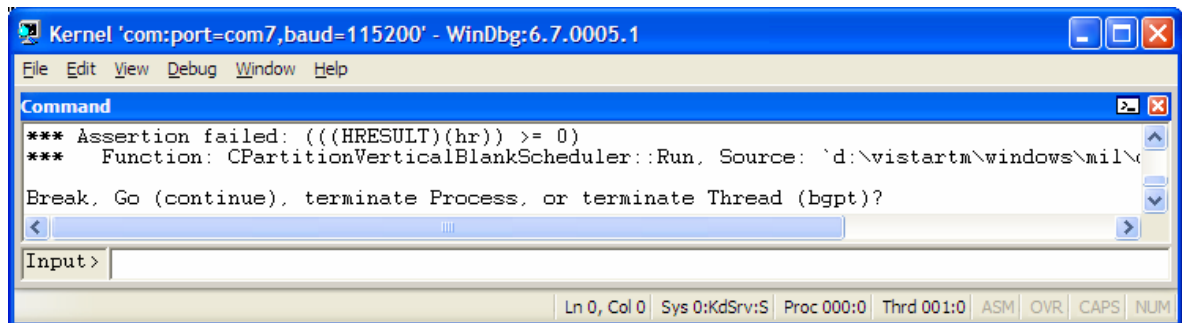 Kernel 'com:port=com7,baud=115200' - WinDbg:6.7.0005.1
File Edit View Debug Window Help
Command
*** Assertion failed: (((HRESULT)(hr)) >= 0)
***   Function: CPartitionVerticalBlankScheduler::Run, Source: `d:\vistartm\windows\mil\
Break, Go (continue), terminate Process, or terminate Thread (bgpt)?
Input>
Ln 0, Col 0 Sys 0:KdSrv:S Proc 000:0 Thrd 001:0 ASM OVR CAPS NUM